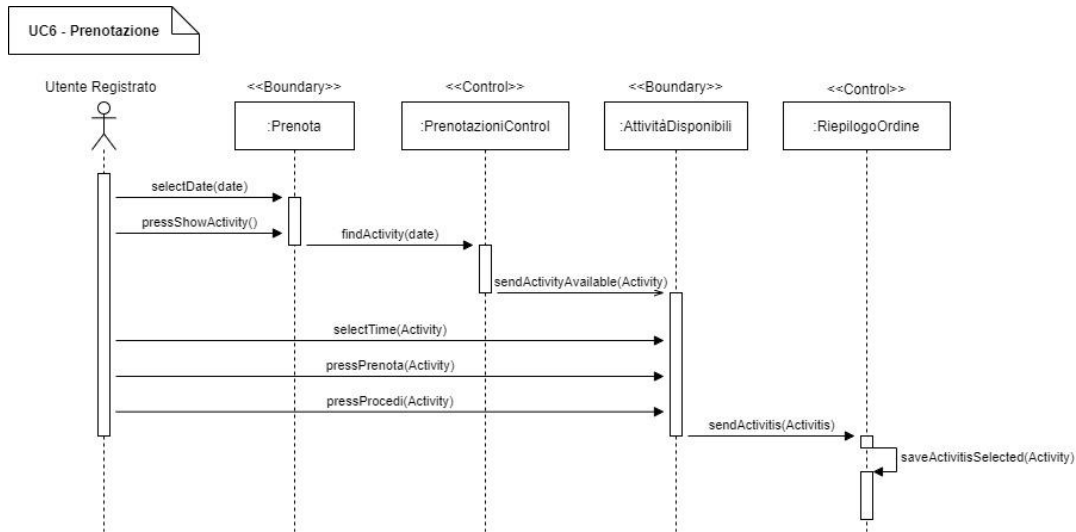 UC6 - Prenotazione
Utente Registrato
<<Boundary>>
<<Control>>
<<Boundary>>
<<Control>>
:Prenota
:PrenotazioniControl
:AttivitàDisponibili
:RiepilogoOrdine
selectDate(date)
pressShowActivity()
findActivity(date)
sendActivityAvailable(Activity)
selectTime(Activity)
pressPrenota(Activity)
pressProcedi(Activity)
sendActivitis(Activitis)
saveActivitisSelected(Activity)